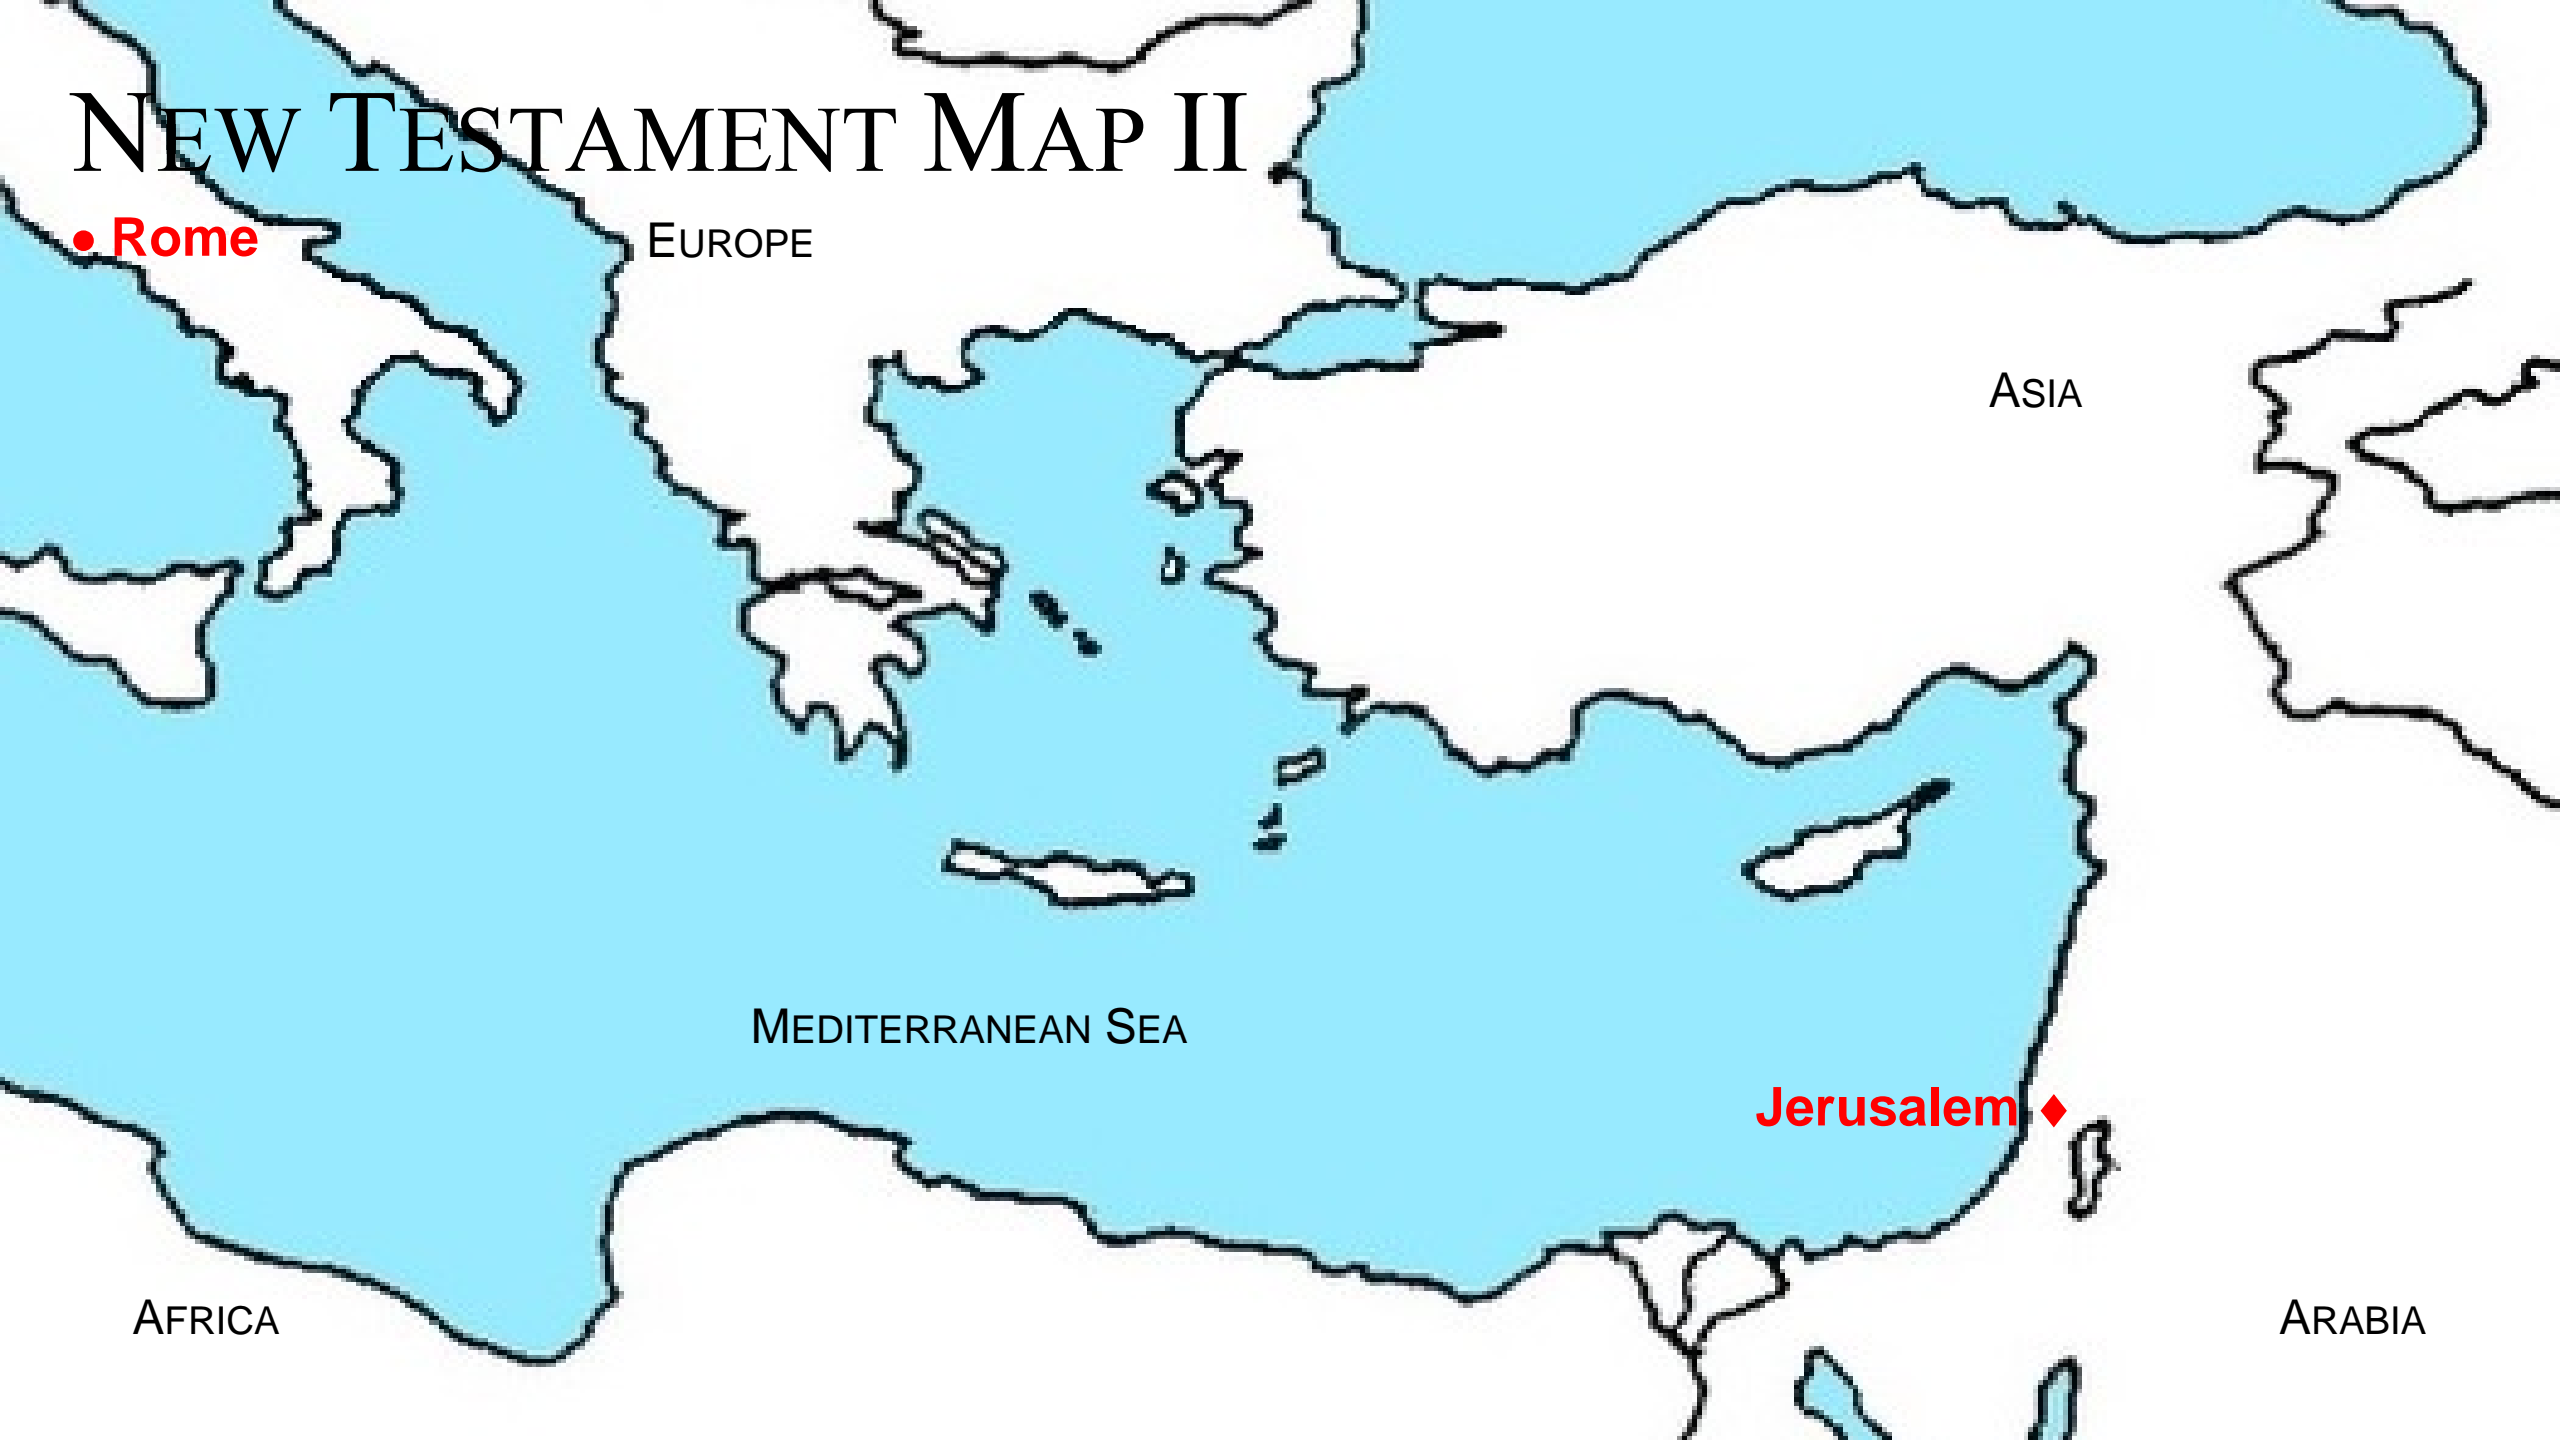 NEW TESTAMENT MAP II
• Rome
EUROPE
ASIA
MEDITERRANEAN SEA
Jerusalem ♦
AFRICA
ARABIA